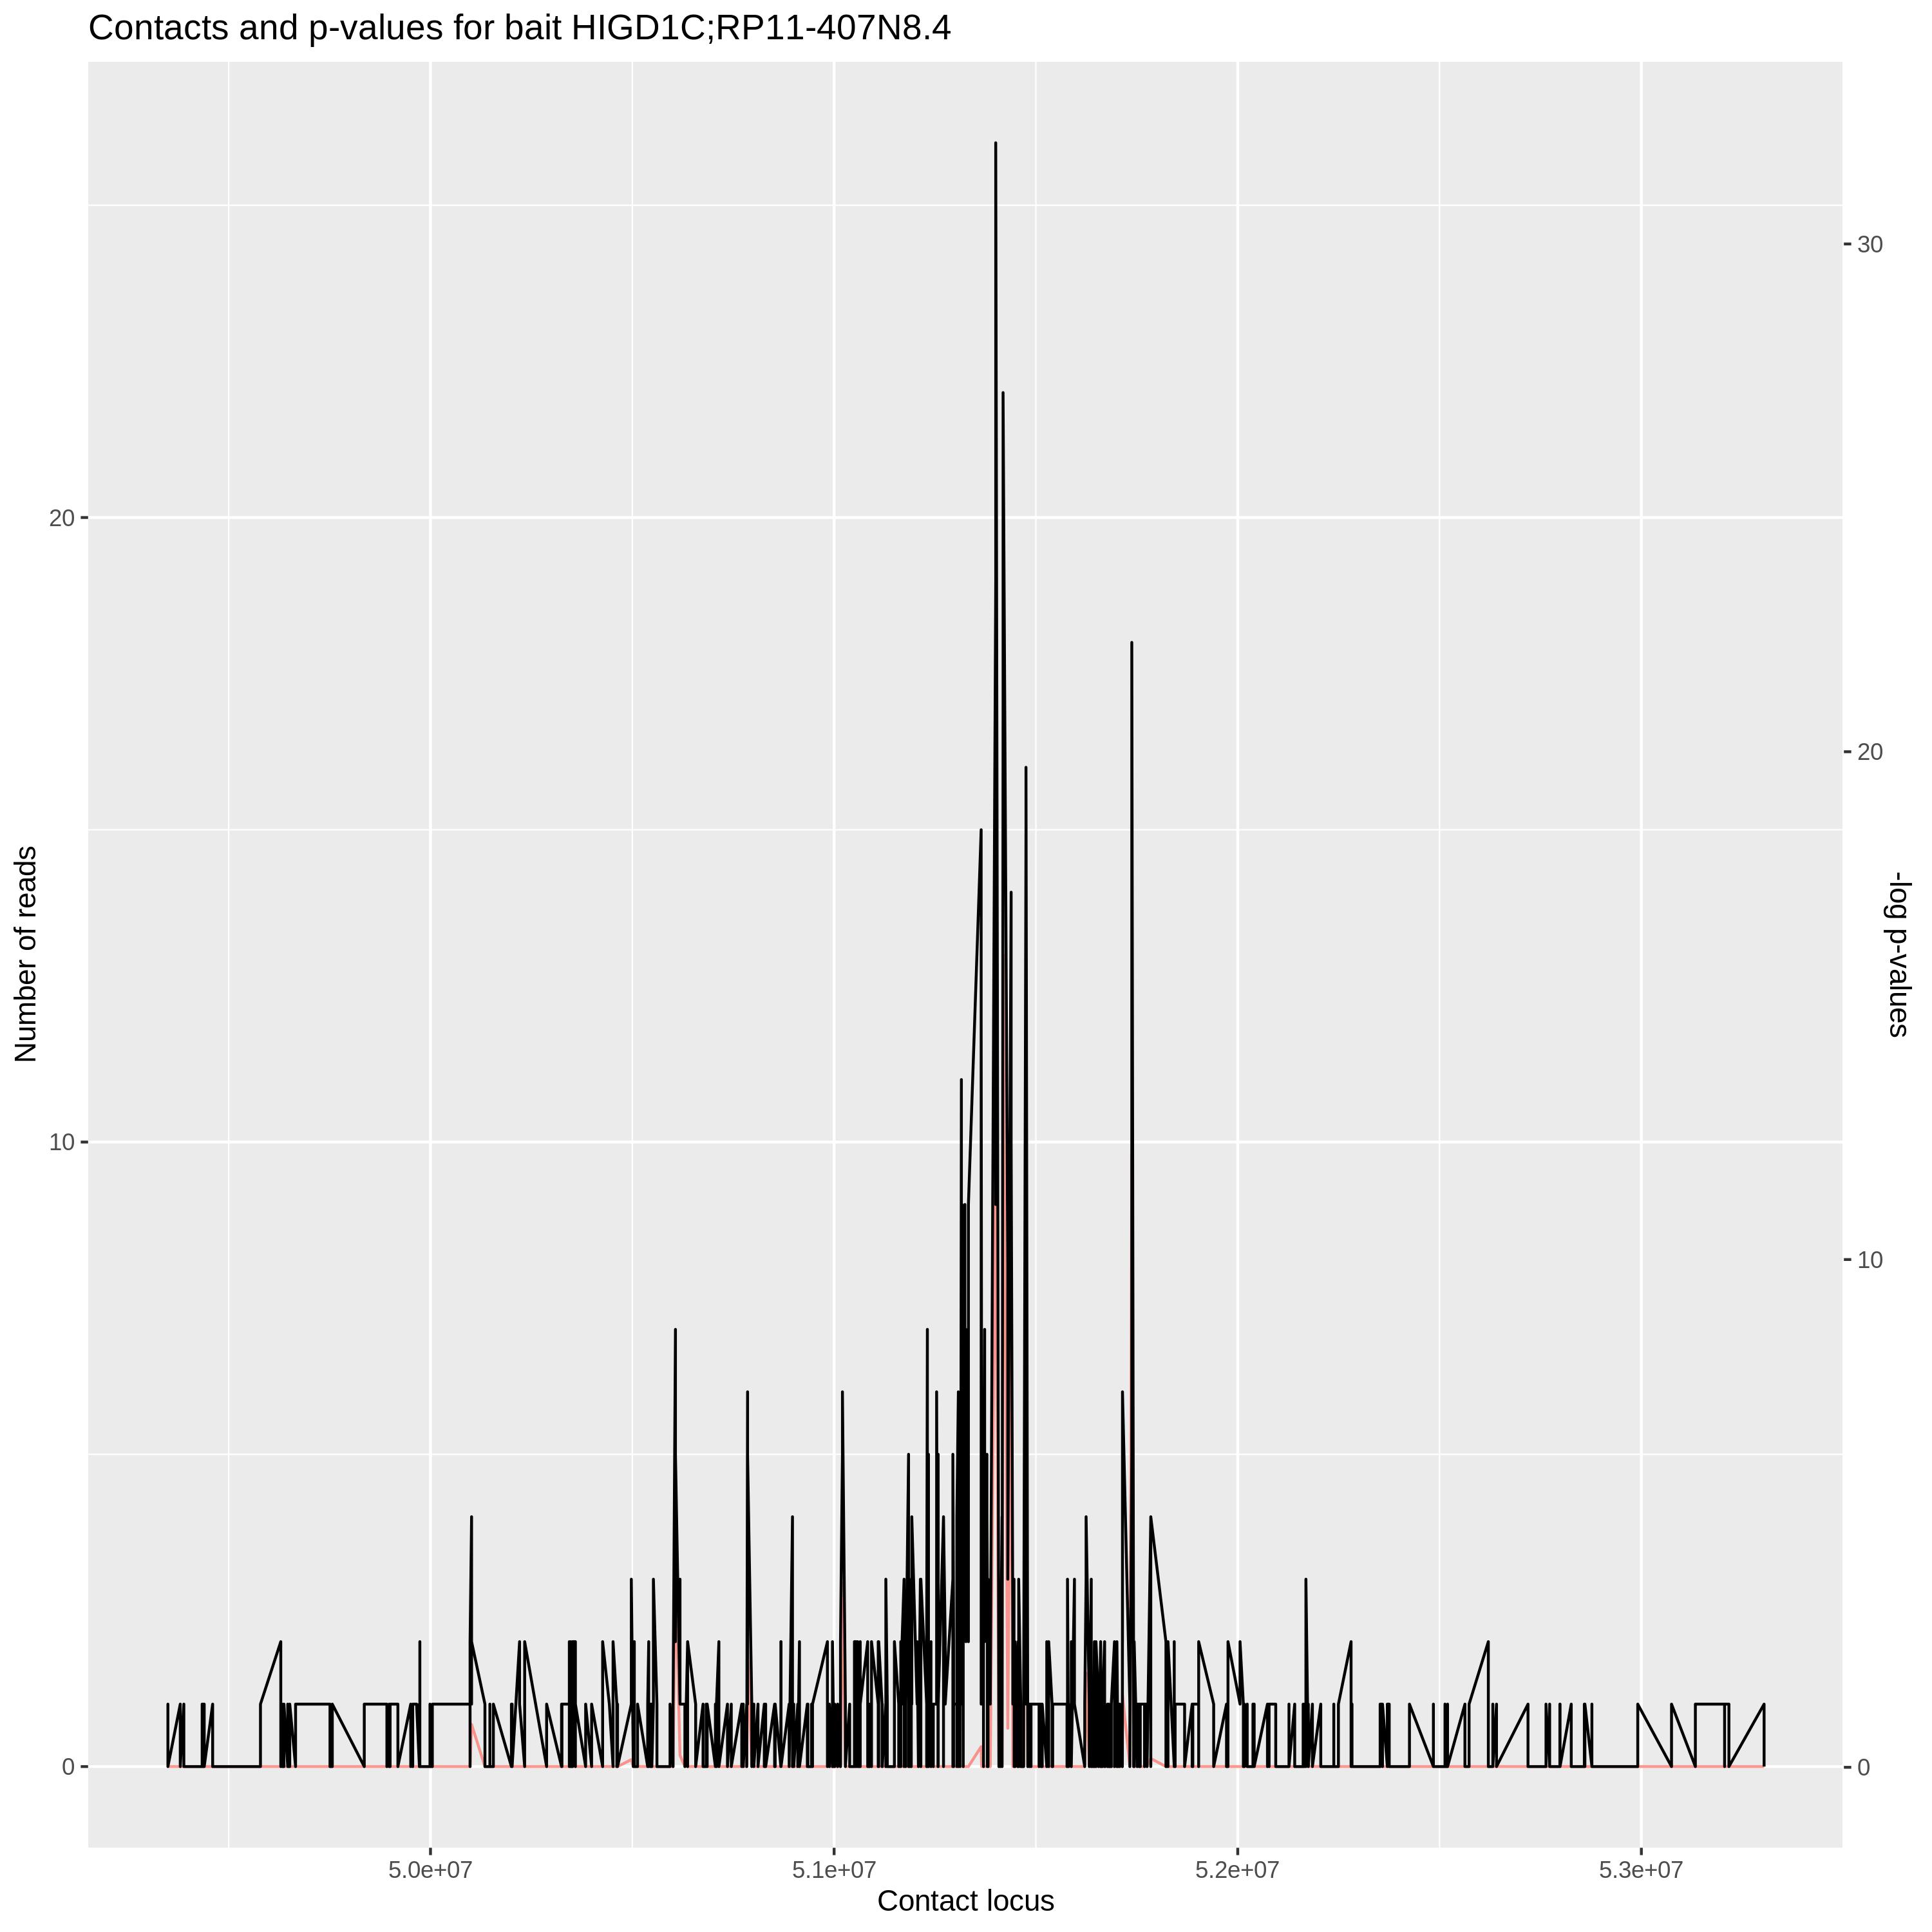 Contacts and p-values for bait HIGD1C;RP11-407N8.4
30
20
20
10
10
0
0
Number of reads
-log p-values
5.0e+07
5.1e+07
5.2e+07
5.3e+07
Contact locus